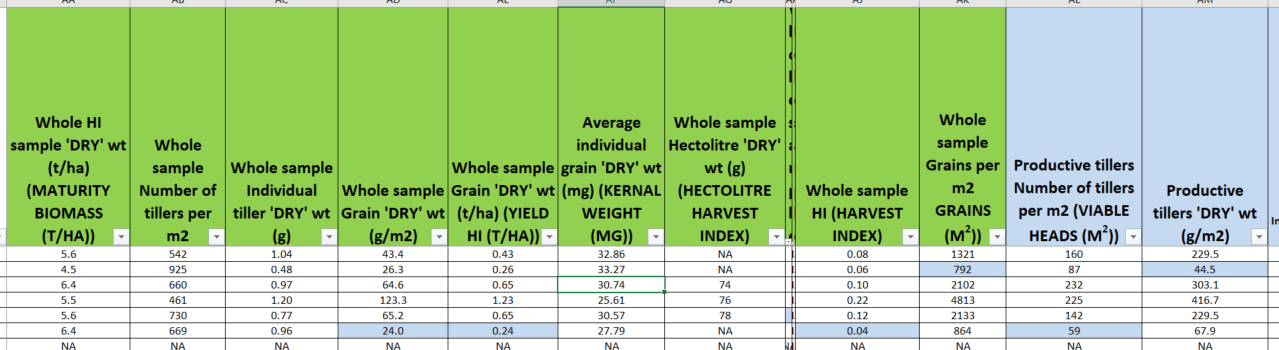 AA AB AC AD AE AF AG AJ AK AL AM
Whole HI
sample 'DRY' wt
(t/ha)
(MATURITY
BIOMASS
(T/HA))
Whole
sample
Number of
tillers per
m2
Whole sample
Individual
tiller 'DRY' wt
(g)
Whole sample
Grain 'DRY' wt
(g/m2)
Whole sample
Grain 'DRY' wt
(t/ha) (YIELD
HI (T/HA))
Average
individual
grain 'DRY' wt
(mg) (KERNAL
WEIGHT
(MG))
Whole sample
Hectolitre 'DRY'
wt (g)
(HECTOLITRE
HARVEST
INDEX)
Whole sample
HI (HARVEST
INDEX)
Whole
sample
Grains per
m2
GRAINS
(M²))
Productive tillers
Number of tillers
per m2 (VIABLE
HEADS (M²))
Productive
tillers 'DRY' wt
(g/m2)
5.6 542 1.04 43.4 0.43 32.86 NA 0.08 1321 160 229.5
4.5 925 0.48 26.3 0.26 33.27 NA 0.06 792 87 44.5
6.4 660 0.97 64.6 0.65 30.74 74 0.10 2102 232 303.1
5.5 461 1.20 123.3 1.23 25.61 76 0.22 4813 225 416.7
5.6 730 0.77 65.2 0.65 30.57 78 0.12 2133 142 229.5
6.4 669 0.96 24.0 0.24 27.79 NA 0.04 864 59 67.9
NA NA NA NA NA NA NA NA NA NA NA